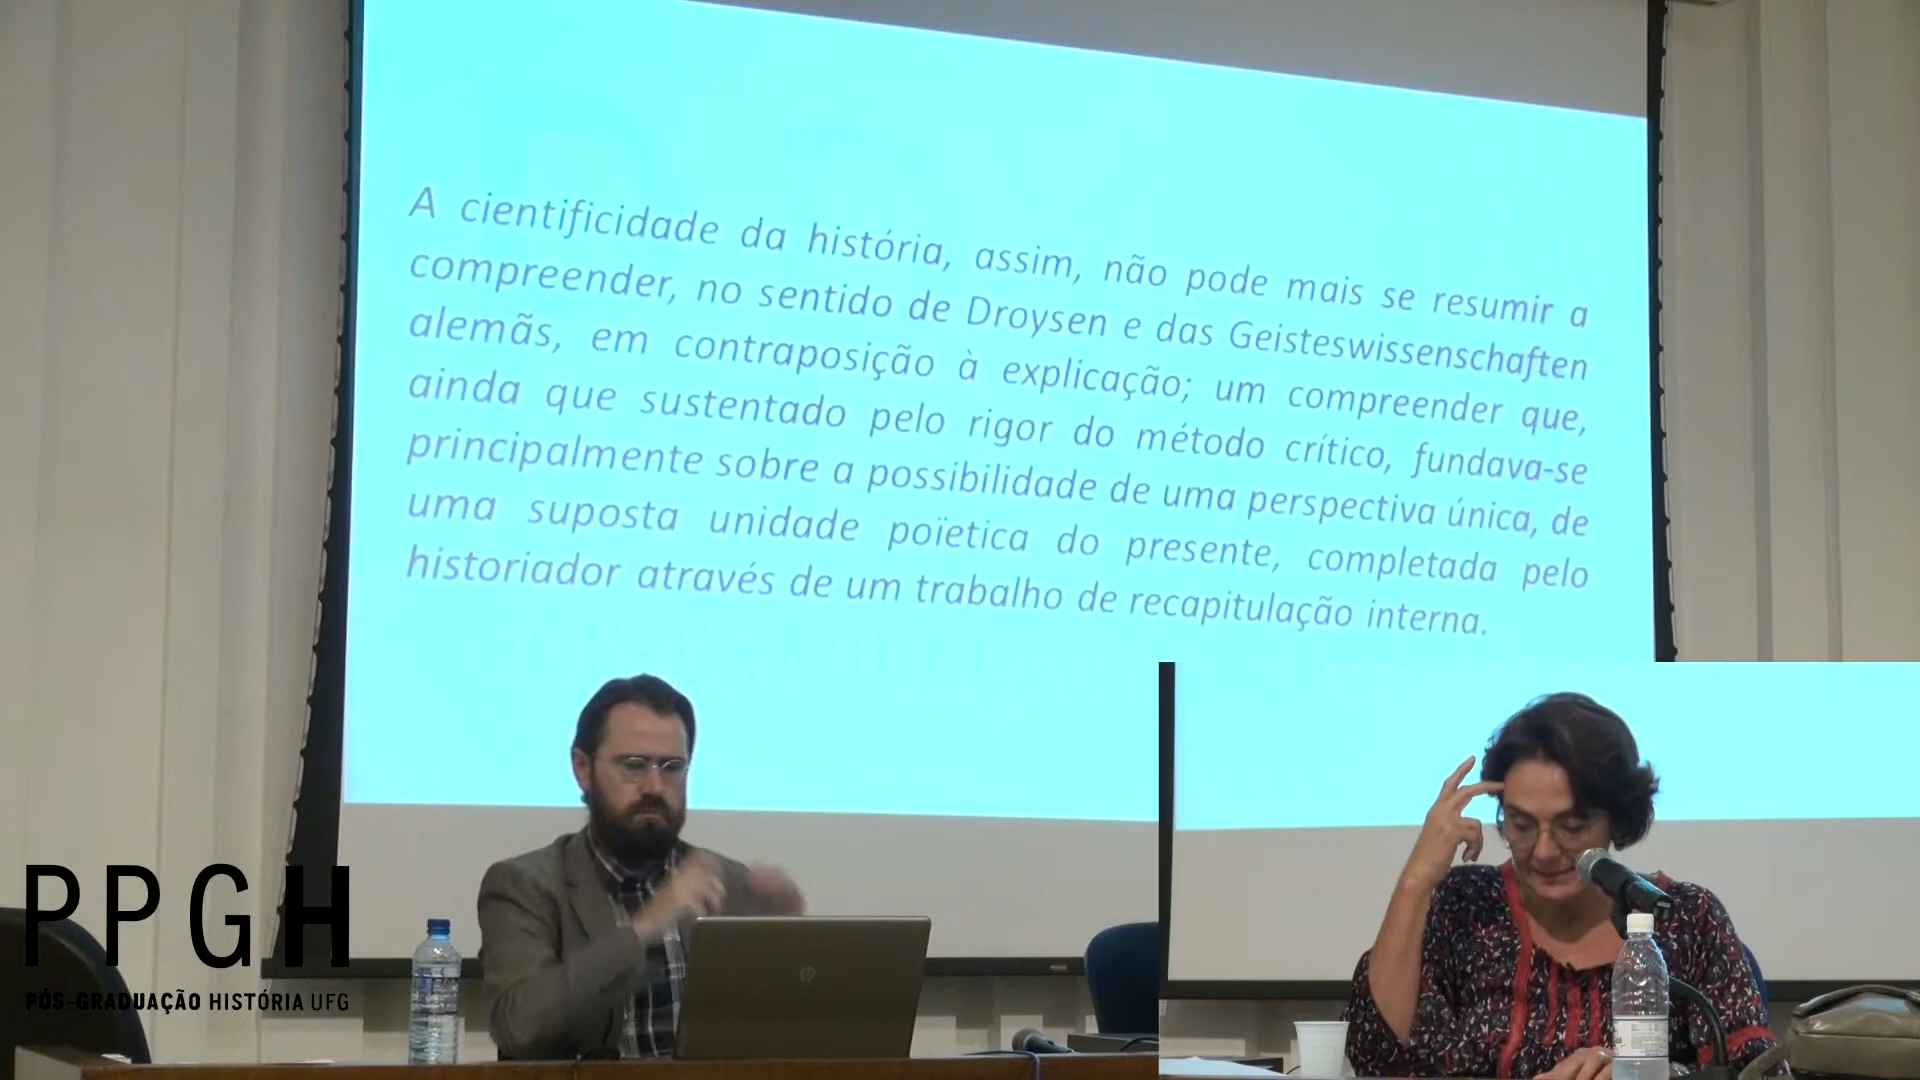 A cientificidade da história, assim, não pode mais se resumir a
compreender, no sentido de Droysen e das Geisteswissenschaften
alemãs, em contraposição à explicação; um compreender que,
ainda que sustentado pelo rigor do método crítico, fundava-se
principalmente sobre a possibilidade de uma perspectiva única, de
uma suposta unidade poïetica do presente, completada pelo
historiador através de um trabalho de recapitulação interna.
PPGH
PÓS-GRADUAÇÃO HISTÓRIA UFG
hp